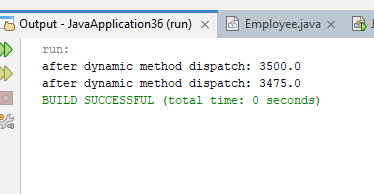 Output - JavaApplication36 (run) Employee.java
run:
after dynamic method dispatch: 3500.0
after dynamic method dispatch: 3475.0
BUILD SUCCESSFUL (total time: 0 seconds)